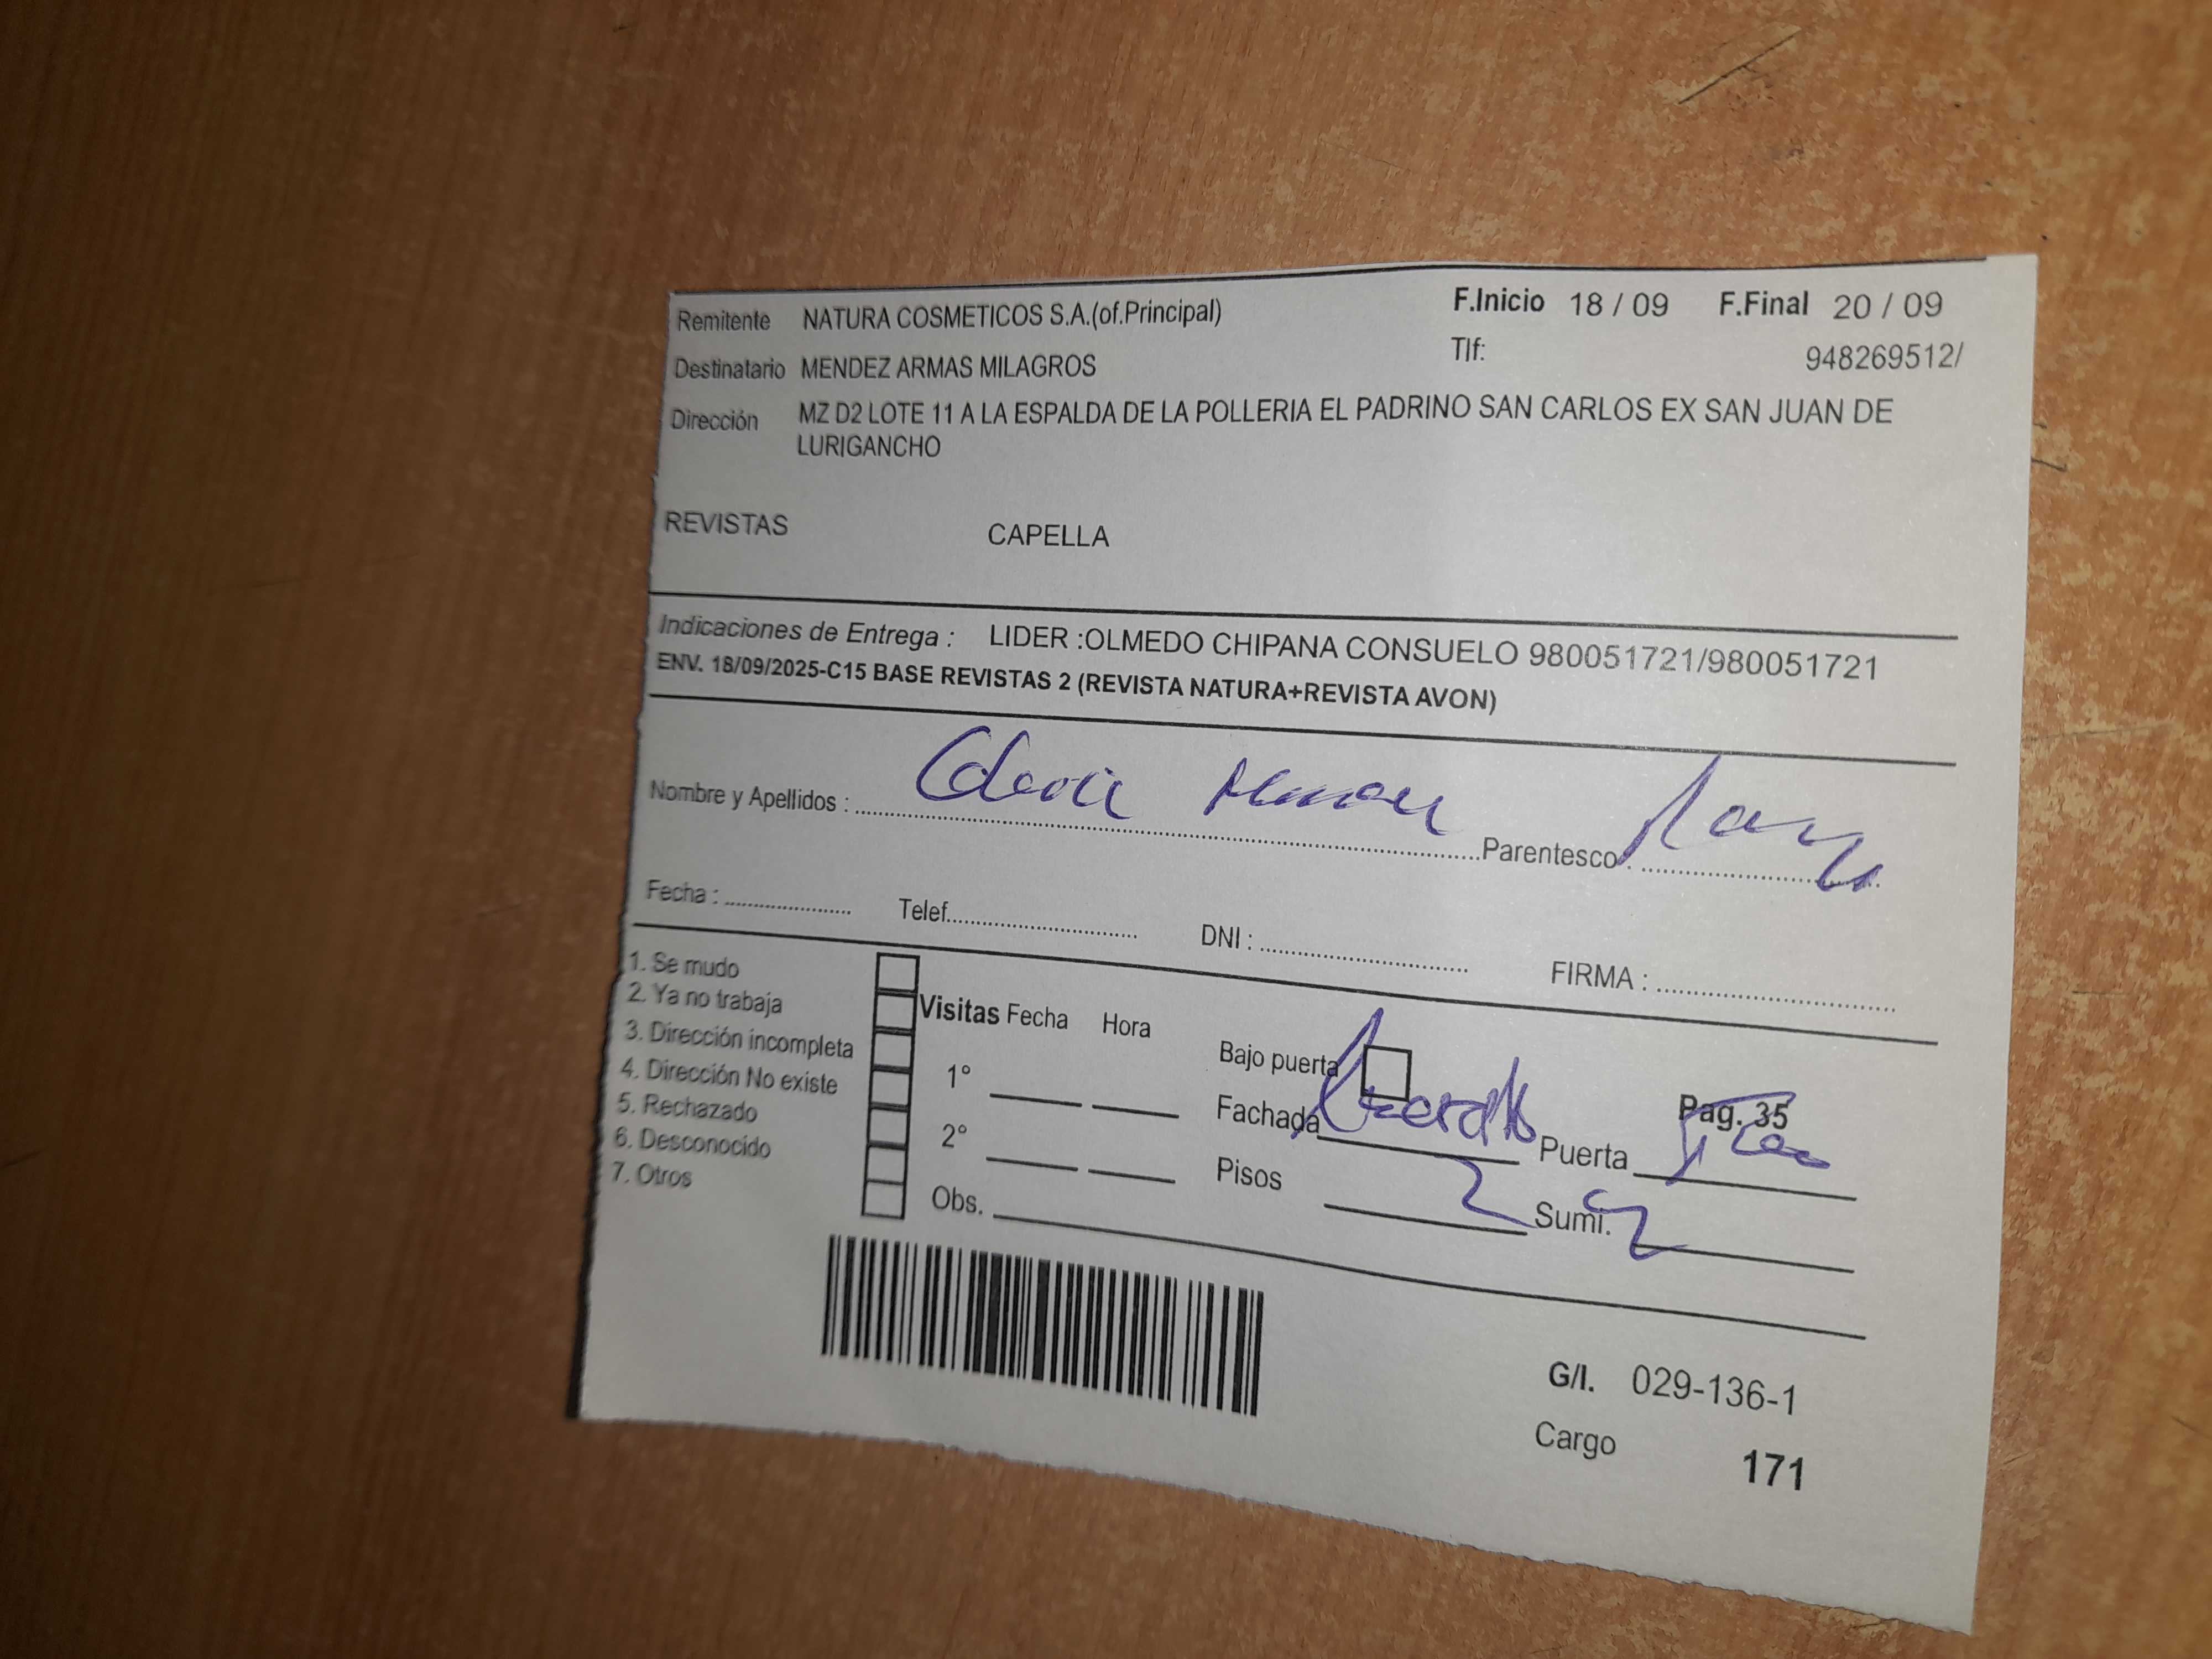 Remitente NATURA COSMETICOS S.A.(of.Principal) F.Inicio 18 / 09 F.Final 20 / 09
Destinatario MENDEZ ARMAS MILAGROS Tlf: 948269512/
Dirección MZ D2 LOTE 11 A LA ESPALDA DE LA POLLERIA EL PADRINO SAN CARLOS EX SAN JUAN DE
LURIGANCHO
REVISTAS CAPELLA
Indicaciones de Entrega : LIDER :OLMEDO CHIPANA CONSUELO 980051721/980051721
ENV. 18/09/2025-C15 BASE REVISTAS 2 (REVISTA NATURA+REVISTA AVON)
Nombre y Apellidos : Parentesco :
Fecha : Telef. DNI : FIRMA :
1. Se mudo
2. Ya no trabaja Visitas Fecha Hora
3. Dirección incompleta Bajo puerta
4. Dirección No existe 1° Fachada Pag. 35
5. Rechazado Puerta
6. Desconocido 2° Pisos 2 Sumi.
7. Otros Obs.
G/I. 029-136-1
Cargo 171